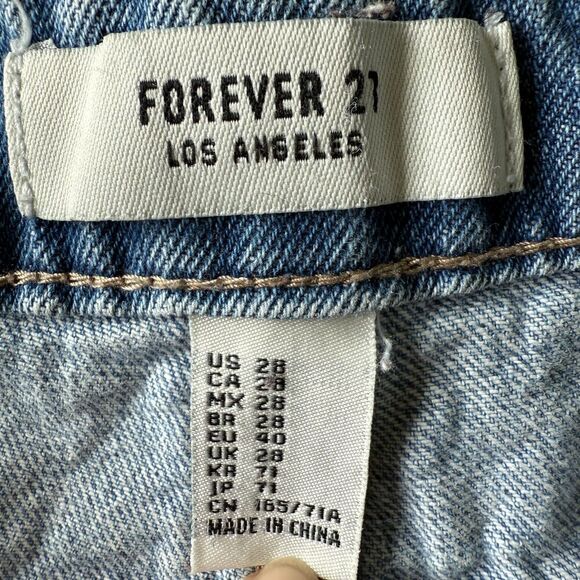 FOREVER 21
LOS ANGELES
US 28
CA 28
MX 28
BR 28
EU 40
UK 28
KR 71
JP 71
CN 165/71A
MADE IN CHINA